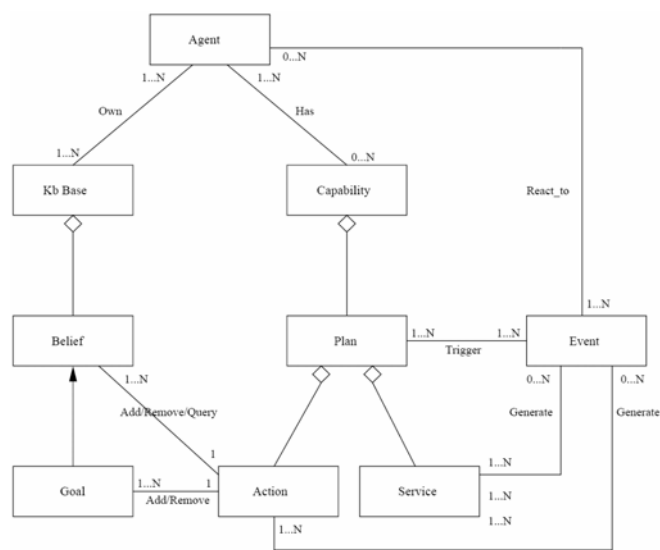 Agent
0...N
1...N
1...N
Own
Has
1...N
0...N
Kb Base
Capability
React_to
1...N
Belief
Plan
1...N
1...N
Event
Trigger
1...N
0...N
0...N
Add/Remove/Query
Generate
Generate
1
1...N
Goal
1...N
1
Action
Service
1...N
Add/Remove
1...N
1...N